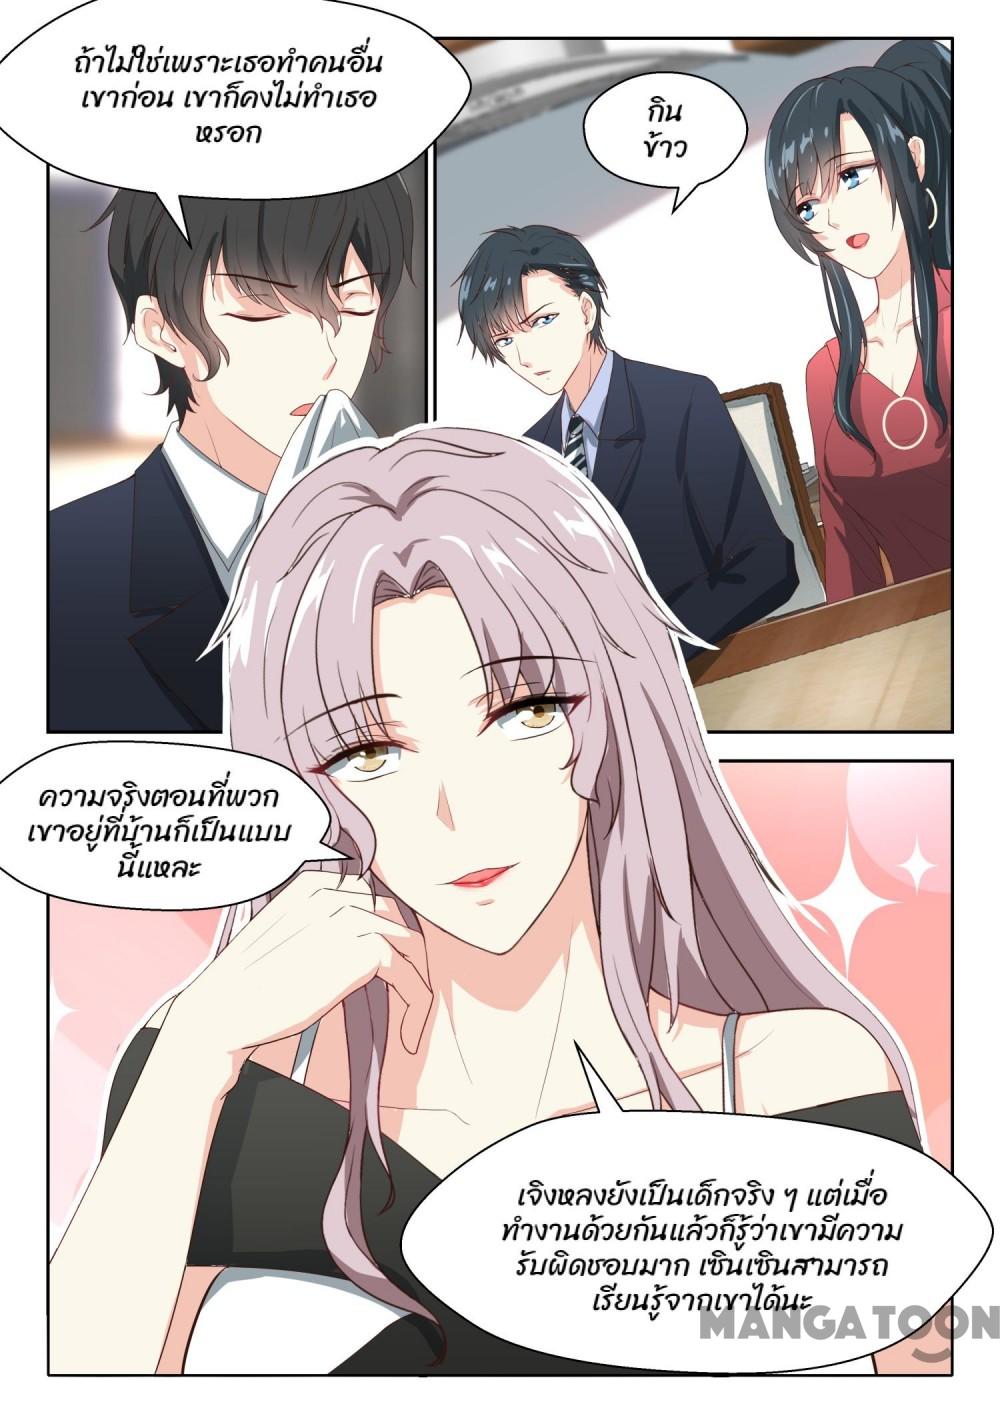 ถ้าไม่ใช่เพราะเธอทำคนอื่น
เขาก่อน เขาก็คงไม่ทำเธอ
หรอก
กิน
ข้าว
ความจริงตอนที่พวก
เขาอยู่ที่บ้านก็เป็นแบบ
นี้แหละ
เจิงหลงยังเป็นเด็กจริง ๆ แต่เมื่อ
ทำงานด้วยกันแล้วก็รู้ว่าเขามีความ
รับผิดชอบมาก เซินเซินสามารถ
เรียนรู้จากเขาได้นะ
MANGATOON